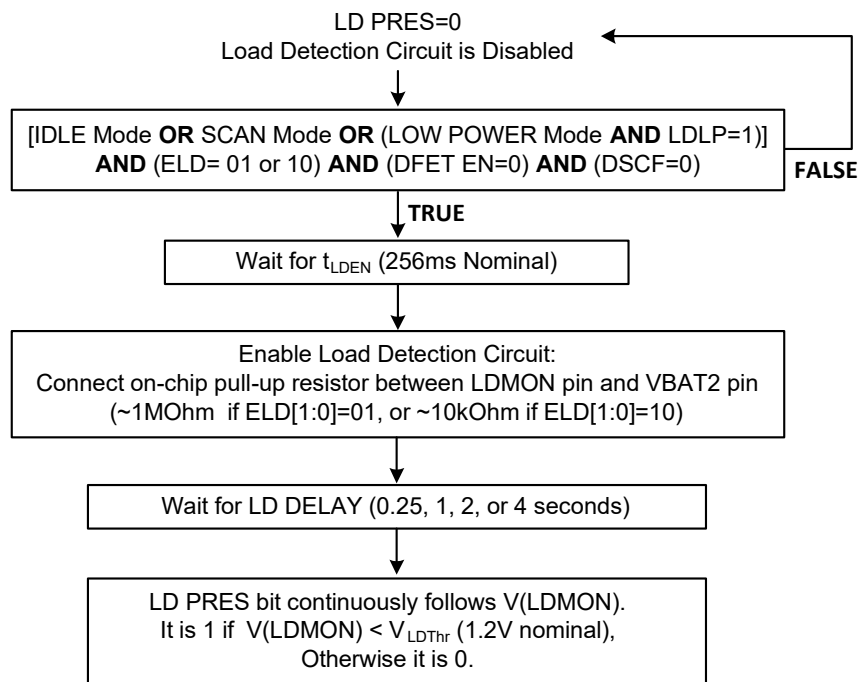 LD PRES=0
Load Detection Circuit is Disabled
[IDLE Mode OR SCAN Mode OR (LOW POWER Mode AND LDLP=1)]
AND (ELD= 01 or 10) AND (DFET EN=0) AND (DSCF=0)
FALSE
TRUE
Wait for tLDEN (256ms Nominal)
Enable Load Detection Circuit:
Connect on-chip pull-up resistor between LDMON pin and VBAT2 pin
(~1MOhm  if ELD[1:0]=01, or ~10kOhm if ELD[1:0]=10)
Wait for LD DELAY (0.25, 1, 2, or 4 seconds)
LD PRES bit continuously follows V(LDMON).
It is 1 if  V(LDMON) < VLDThr (1.2V nominal),
Otherwise it is 0.